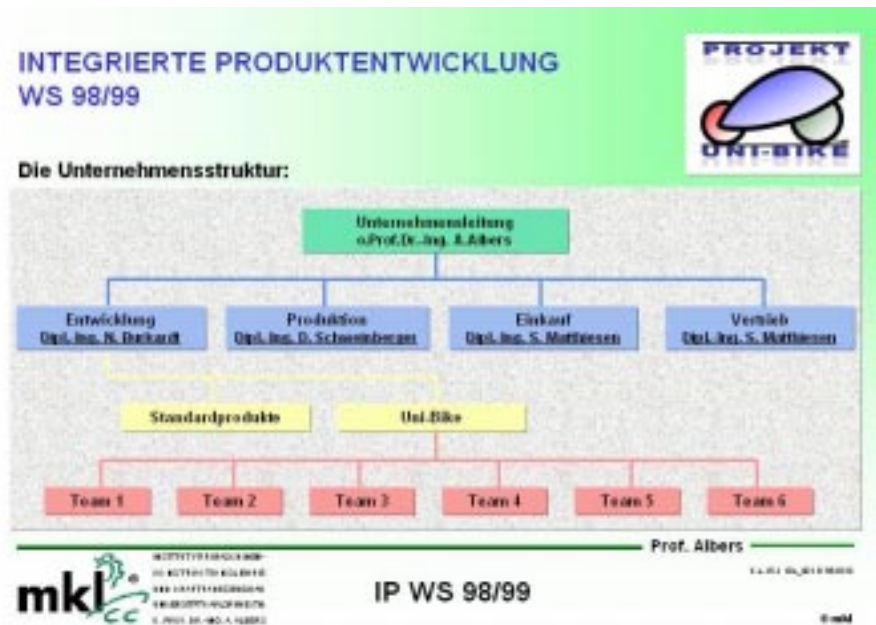 INTEGRIERTE PRODUKTENTWICKLUNG
WS 98/99
PROJEKT
UNI-BIKE
Die Unternehmensstruktur:
Unternehmensleitung
o.Prof.Dr.-Ing. A.Albers
Entwicklung
Dipl.-Ing. N. Burkardt
Produktion
Dipl.-Ing. D. Schweinberger
Einkauf
Dipl.-Ing. S. Matthiesen
Vertrieb
Dipl.-Ing. S. Matthiesen
Standardprodukte
Uni-Bike
Team 1
Team 2
Team 3
Team 4
Team 5
Team 6
Prof. Albers
mkl
IP WS 98/99
© mkl